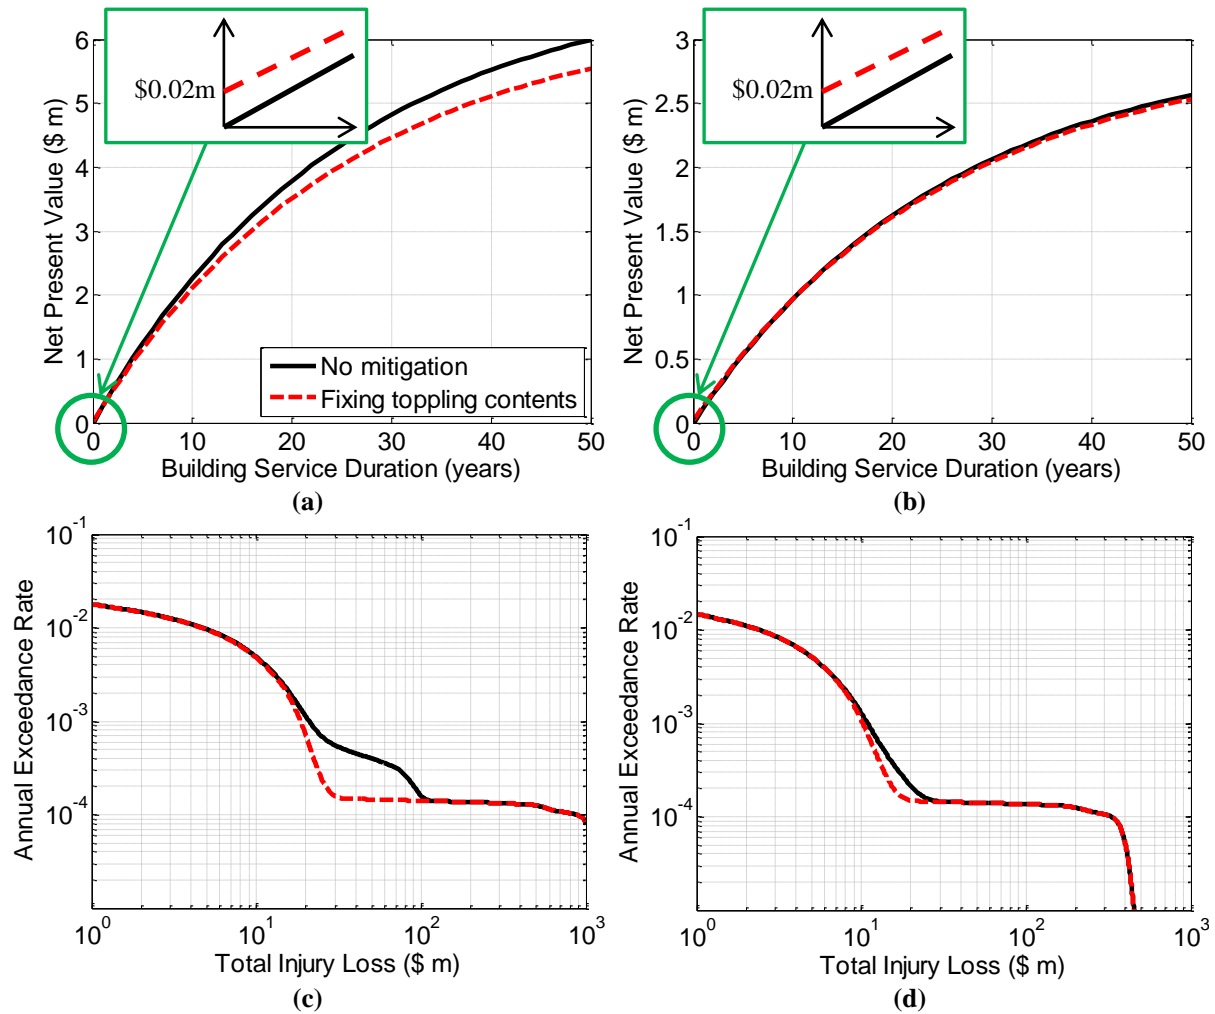 $0.02m
6
5
4
3
2
1
0
Net Present Value ($ m)
No mitigation
Fixing toppling contents
0 10 20 30 40 50
Building Service Duration (years)
(a)
$0.02m
3
2.5
2
1.5
1
0.5
0
Net Present Value ($ m)
0 10 20 30 40 50
Building Service Duration (years)
(b)
10^-1
10^-2
10^-3
10^-4
Annual Exceedance Rate
10^0 10^1 10^2 10^3
Total Injury Loss ($ m)
(c)
10^-1
10^-2
10^-3
10^-4
Annual Exceedance Rate
10^0 10^1 10^2 10^3
Total Injury Loss ($ m)
(d)